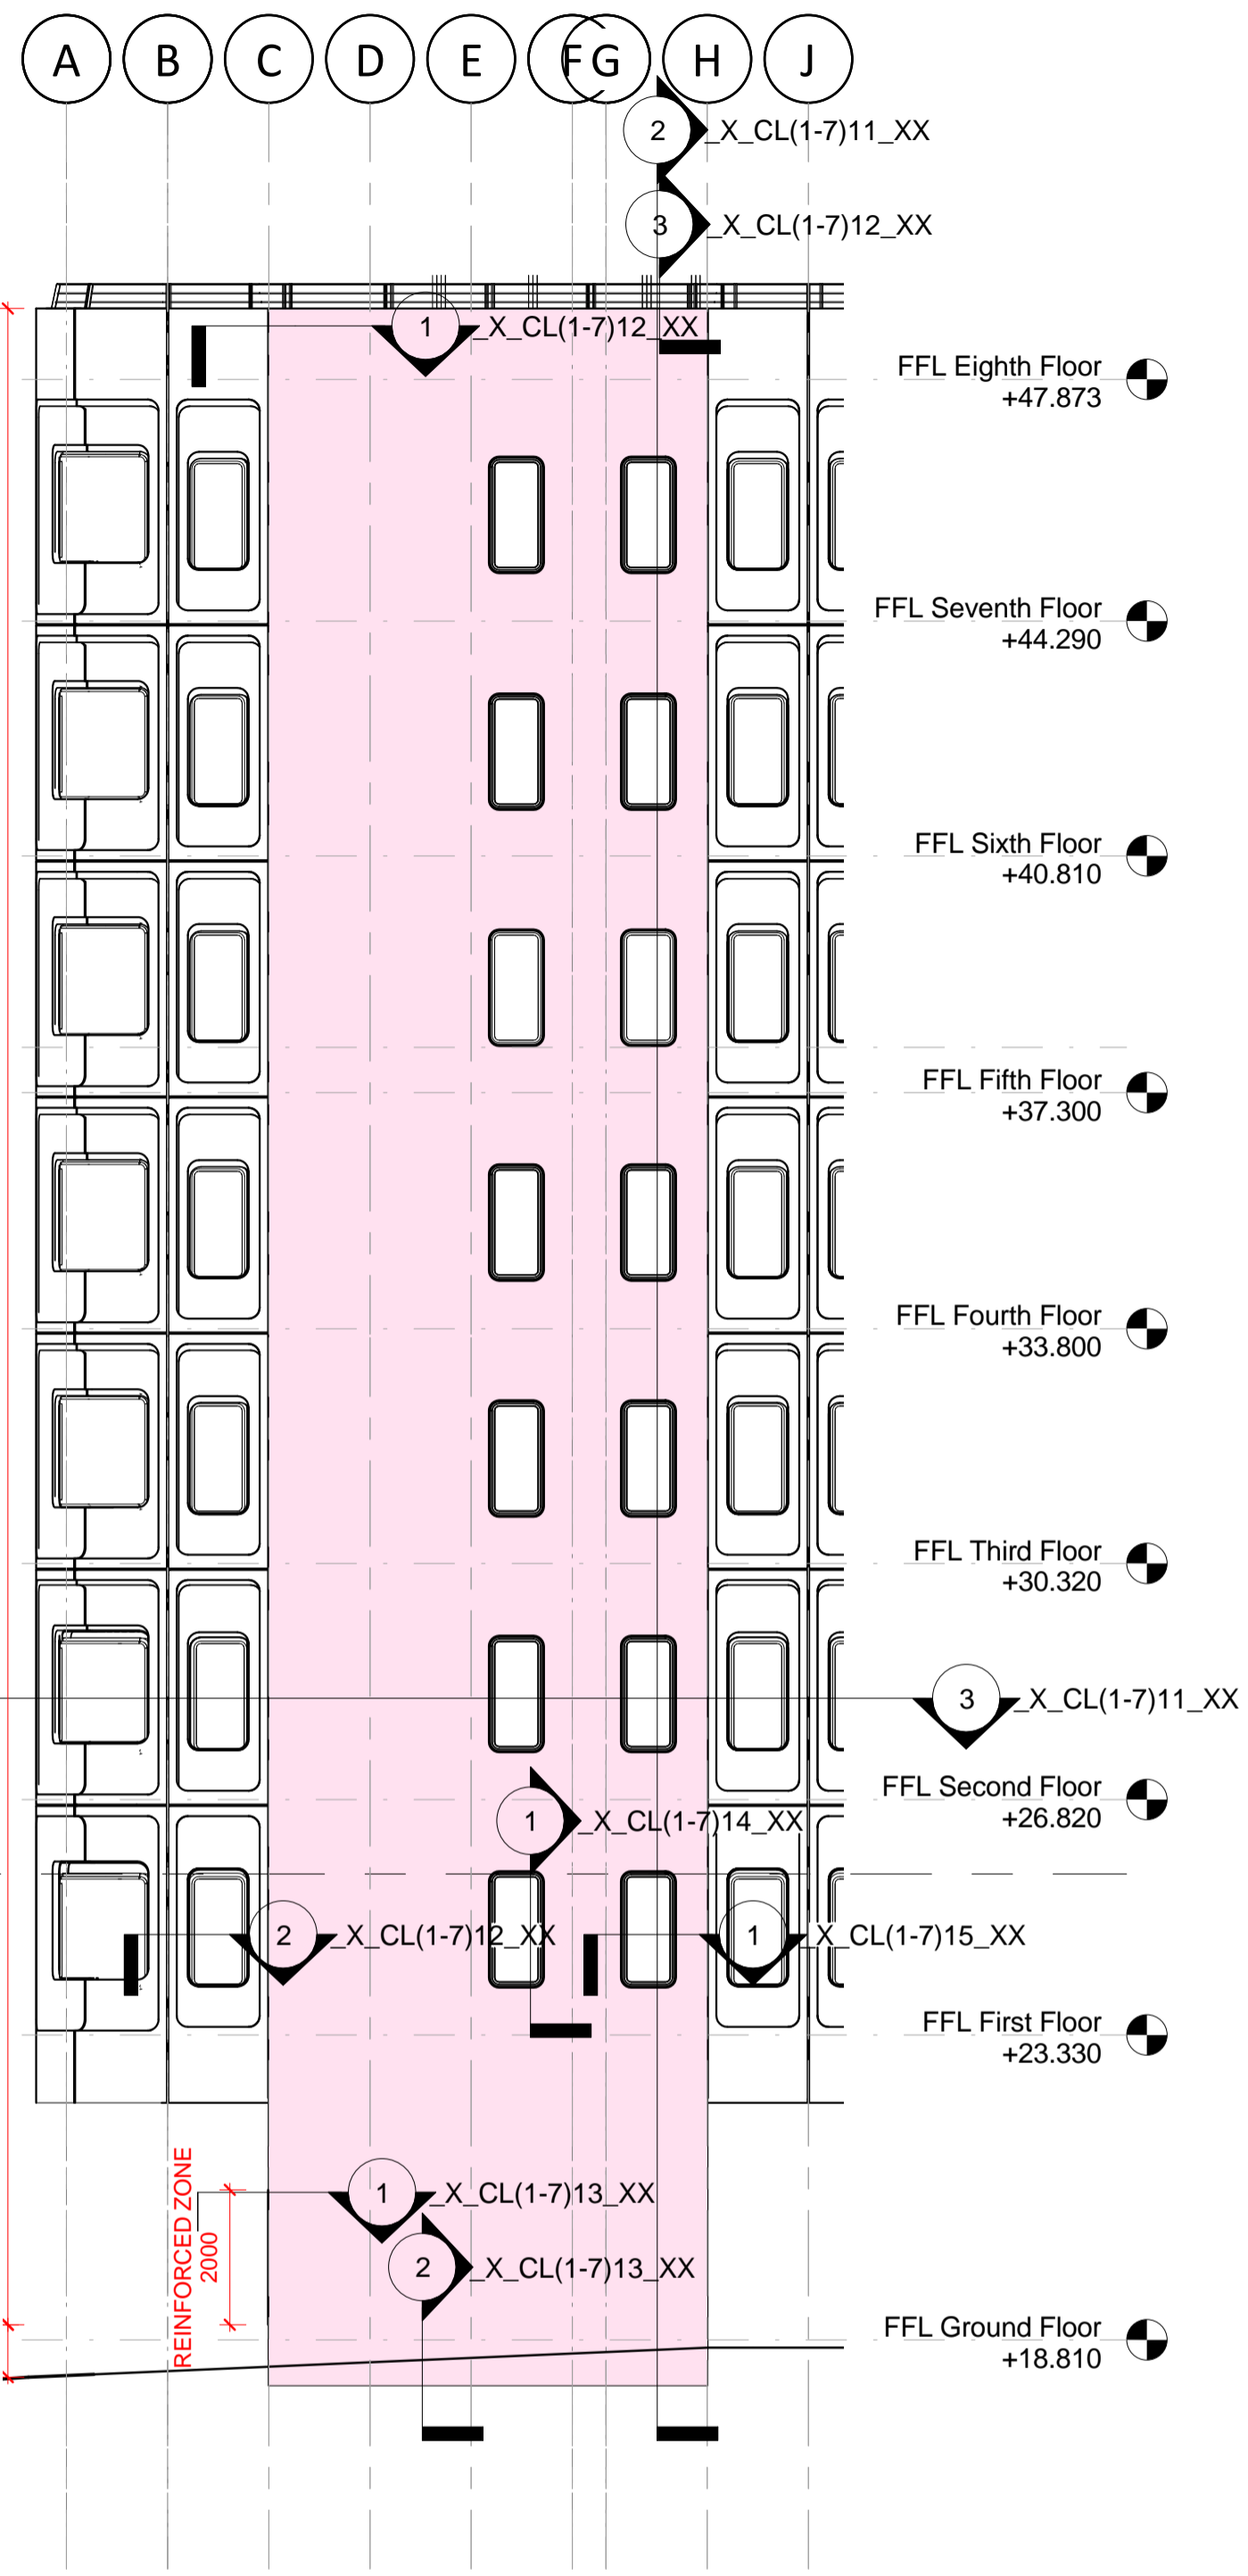 A B C D E F G H J
2 _X_CL(1-7)11_XX
3 _X_CL(1-7)12_XX
1 _X_CL(1-7)12_XX
FFL Eighth Floor
+47.873
FFL Seventh Floor
+44.290
FFL Sixth Floor
+40.810
FFL Fifth Floor
+37.300
FFL Fourth Floor
+33.800
FFL Third Floor
+30.320
3 _X_CL(1-7)11_XX
FFL Second Floor
+26.820
1 _X_CL(1-7)14_XX
2 _X_CL(1-7)12_XX
1 _X_CL(1-7)15_XX
FFL First Floor
+23.330
REINFORCED ZONE
2000
1 _X_CL(1-7)13_XX
2 _X_CL(1-7)13_XX
FFL Ground Floor
+18.810